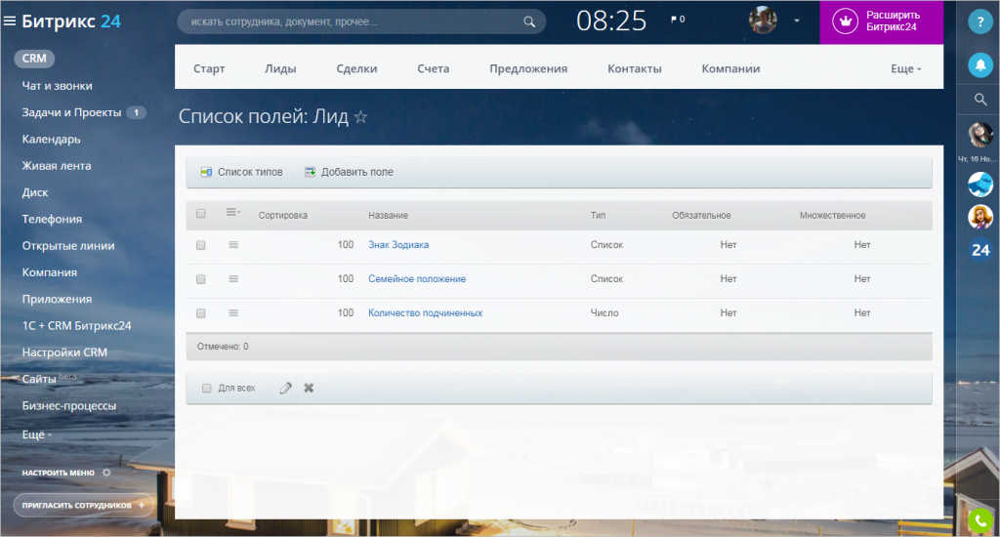 Битрикс 24
искать сотрудника, документ, прочее...
08:25
0
Расширить
Битрикс24
?
CRM
Чат и звонки
Задачи и Проекты 1
Календарь
Живая лента
Диск
Телефония
Открытые линии
Компания
Приложения
1С + CRM Битрикс24
Настройки CRM
Сайты бета
Бизнес-процессы
Ещё
НАСТРОИТЬ МЕНЮ
ПРИГЛАСИТЬ СОТРУДНИКОВ +
Старт Лиды Сделки Счета Предложения Контакты Компании Еще
Список полей: Лид
Список типов Добавить поле
Сортировка Название Тип Обязательное Множественное
100 Знак Зодиака Список Нет Нет
100 Семейное положение Список Нет Нет
100 Количество подчиненных Число Нет Нет
Отмечено: 0
Для всех
Чт, 16 Но...
24